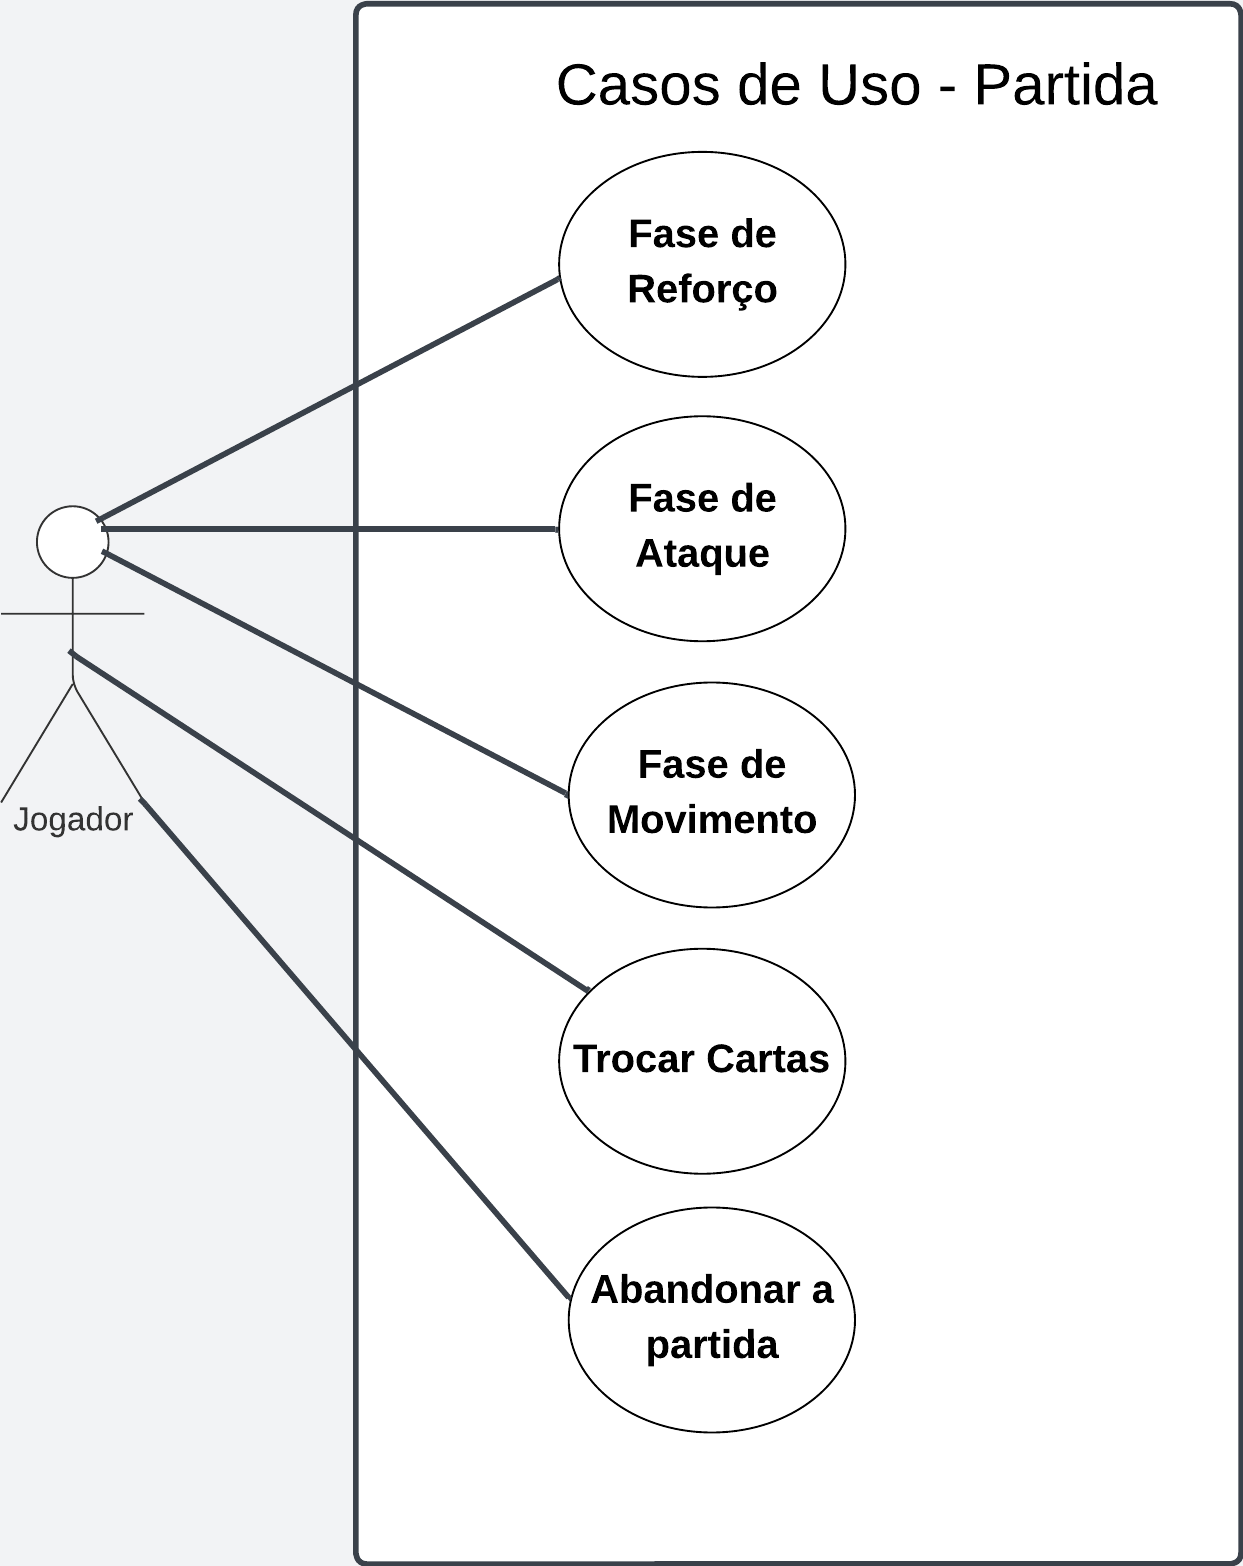 Casos de Uso - Partida
Fase de
Reforço
Fase de
Ataque
Fase de
Movimento
Jogador
Trocar Cartas
Abandonar a
partida